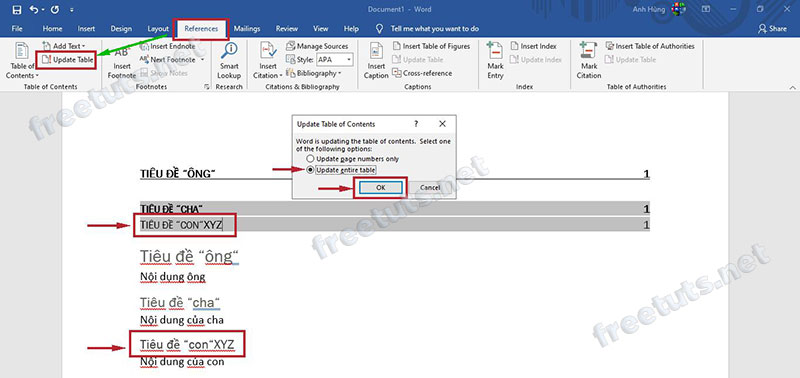 Document1 - Word
Anh Hùng
File Home Insert Design Layout References Mailings Review View Help Tell me what you want to do
Table of Contents
Add Text
Update Table
Table of Contents
AB
Insert Footnote
Insert Endnote
Next Footnote
Show Notes
Footnotes
Smart Lookup
Research
Insert Citation
Manage Sources
Style: APA
Bibliography
Citations & Bibliography
Insert Caption
Insert Table of Figures
Update Table
Cross-reference
Captions
Mark Entry
Insert Index
Update Index
Index
Mark Citation
Insert Table of Authorities
Update Table
Table of Authorities
Update Table of Contents ? ×
Word is updating the table of contents. Select one
of the following options:
Update page numbers only
Update entire table
OK Cancel
TIÊU ĐỀ “ÔNG” 1
TIÊU ĐỀ “CHA” 1
TIÊU ĐỀ “CON”XYZ 1
Tiêu đề “ông”
Nội dụng ông
Tiêu đề “cha”
Nội dung của cha
Tiêu đề “con”XYZ
Nội dung của con
freetuts.net
freetuts.net
freetuts.net